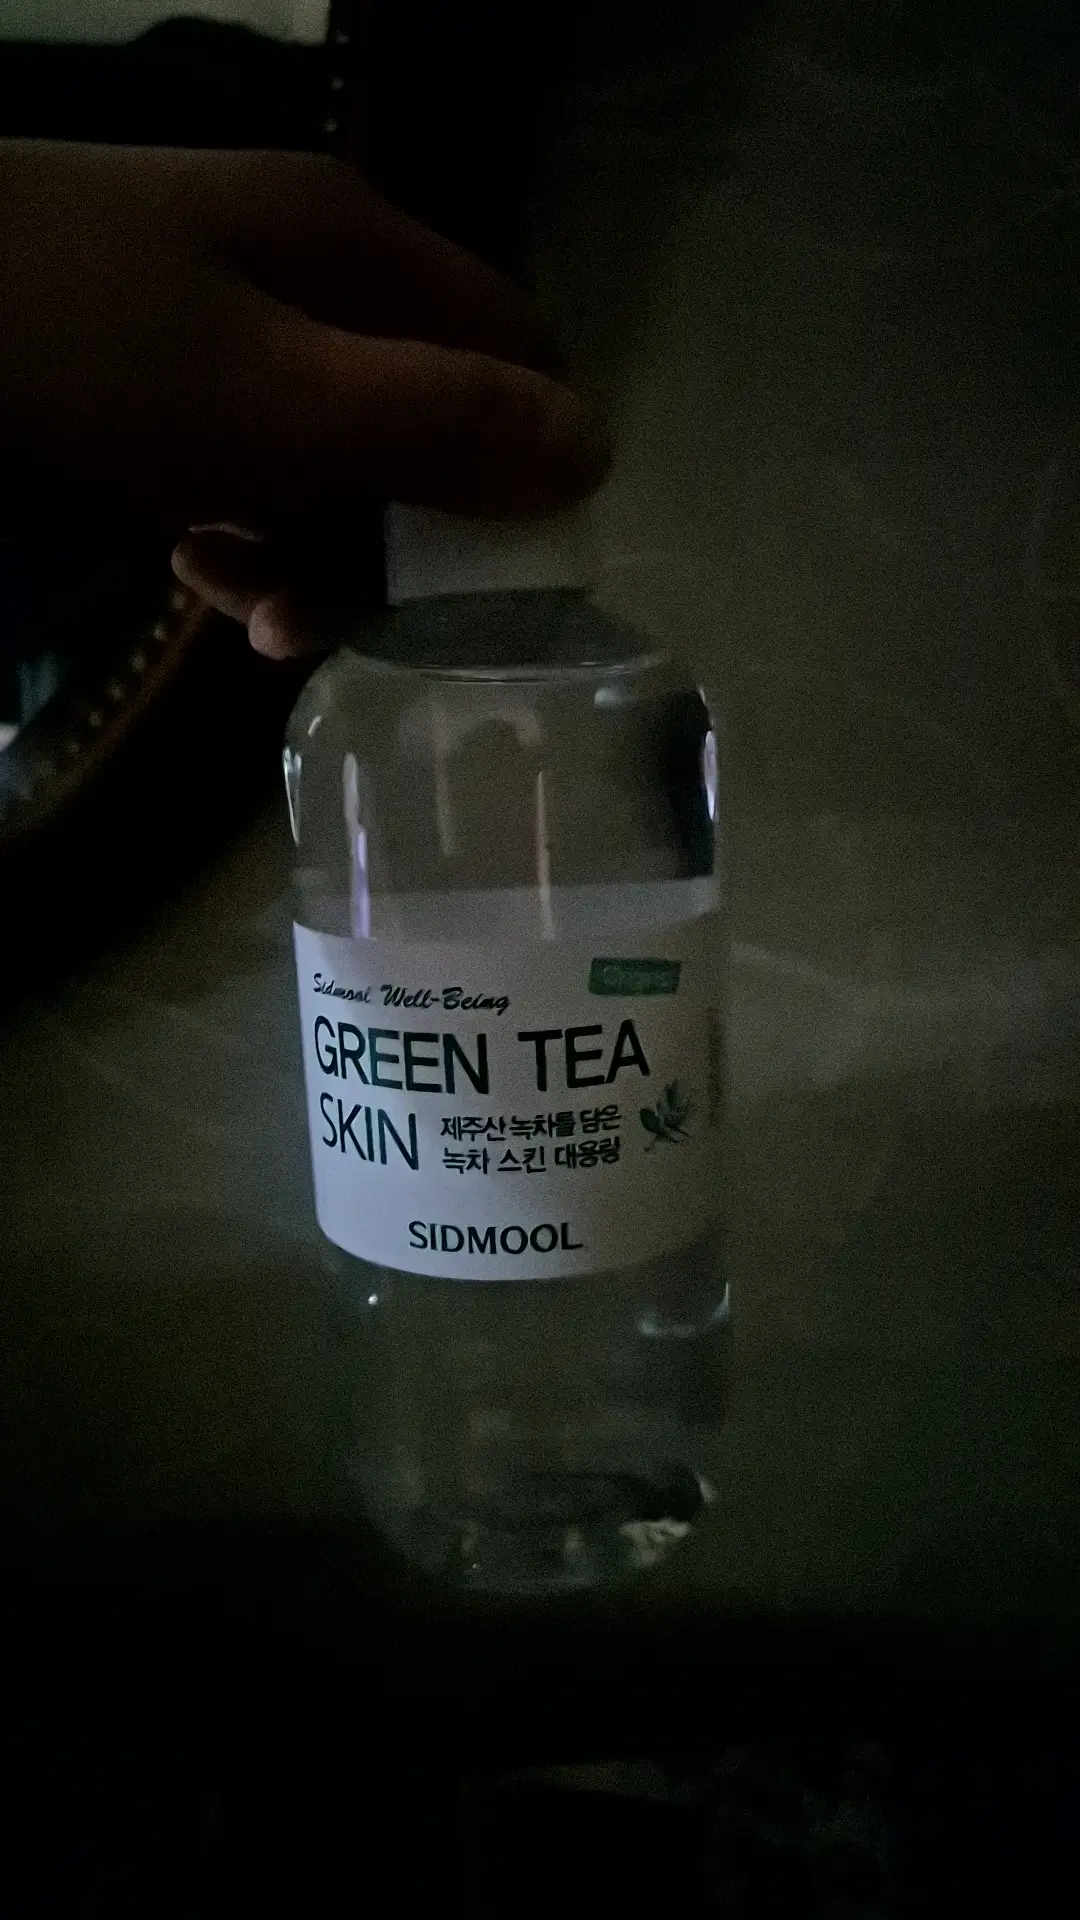 Sidmool Well-Being
GREEN TEA
SKIN
제주산 녹차를 담은
녹차 스킨 대용량
SIDMOOL